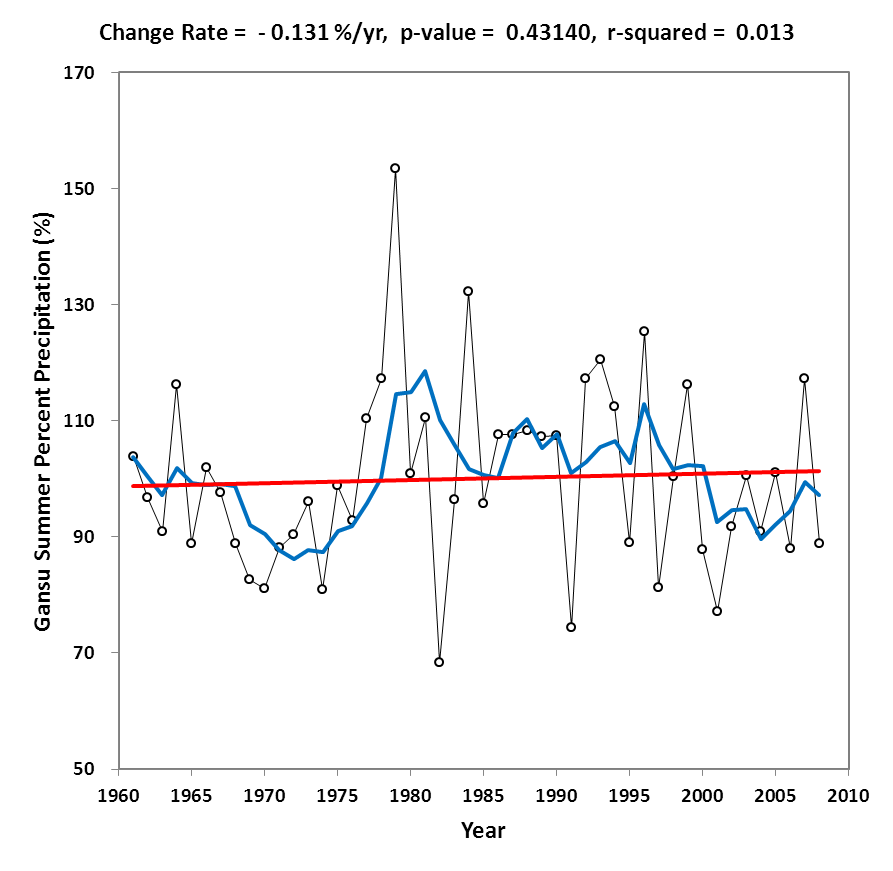 Change Rate = - 0.131 %/yr, p-value = 0.43140, r-squared = 0.013
170
150
130
110
90
70
50
Gansu Summer Percent Precipitation (%)
1960 1965 1970 1975 1980 1985 1990 1995 2000 2005 2010
Year